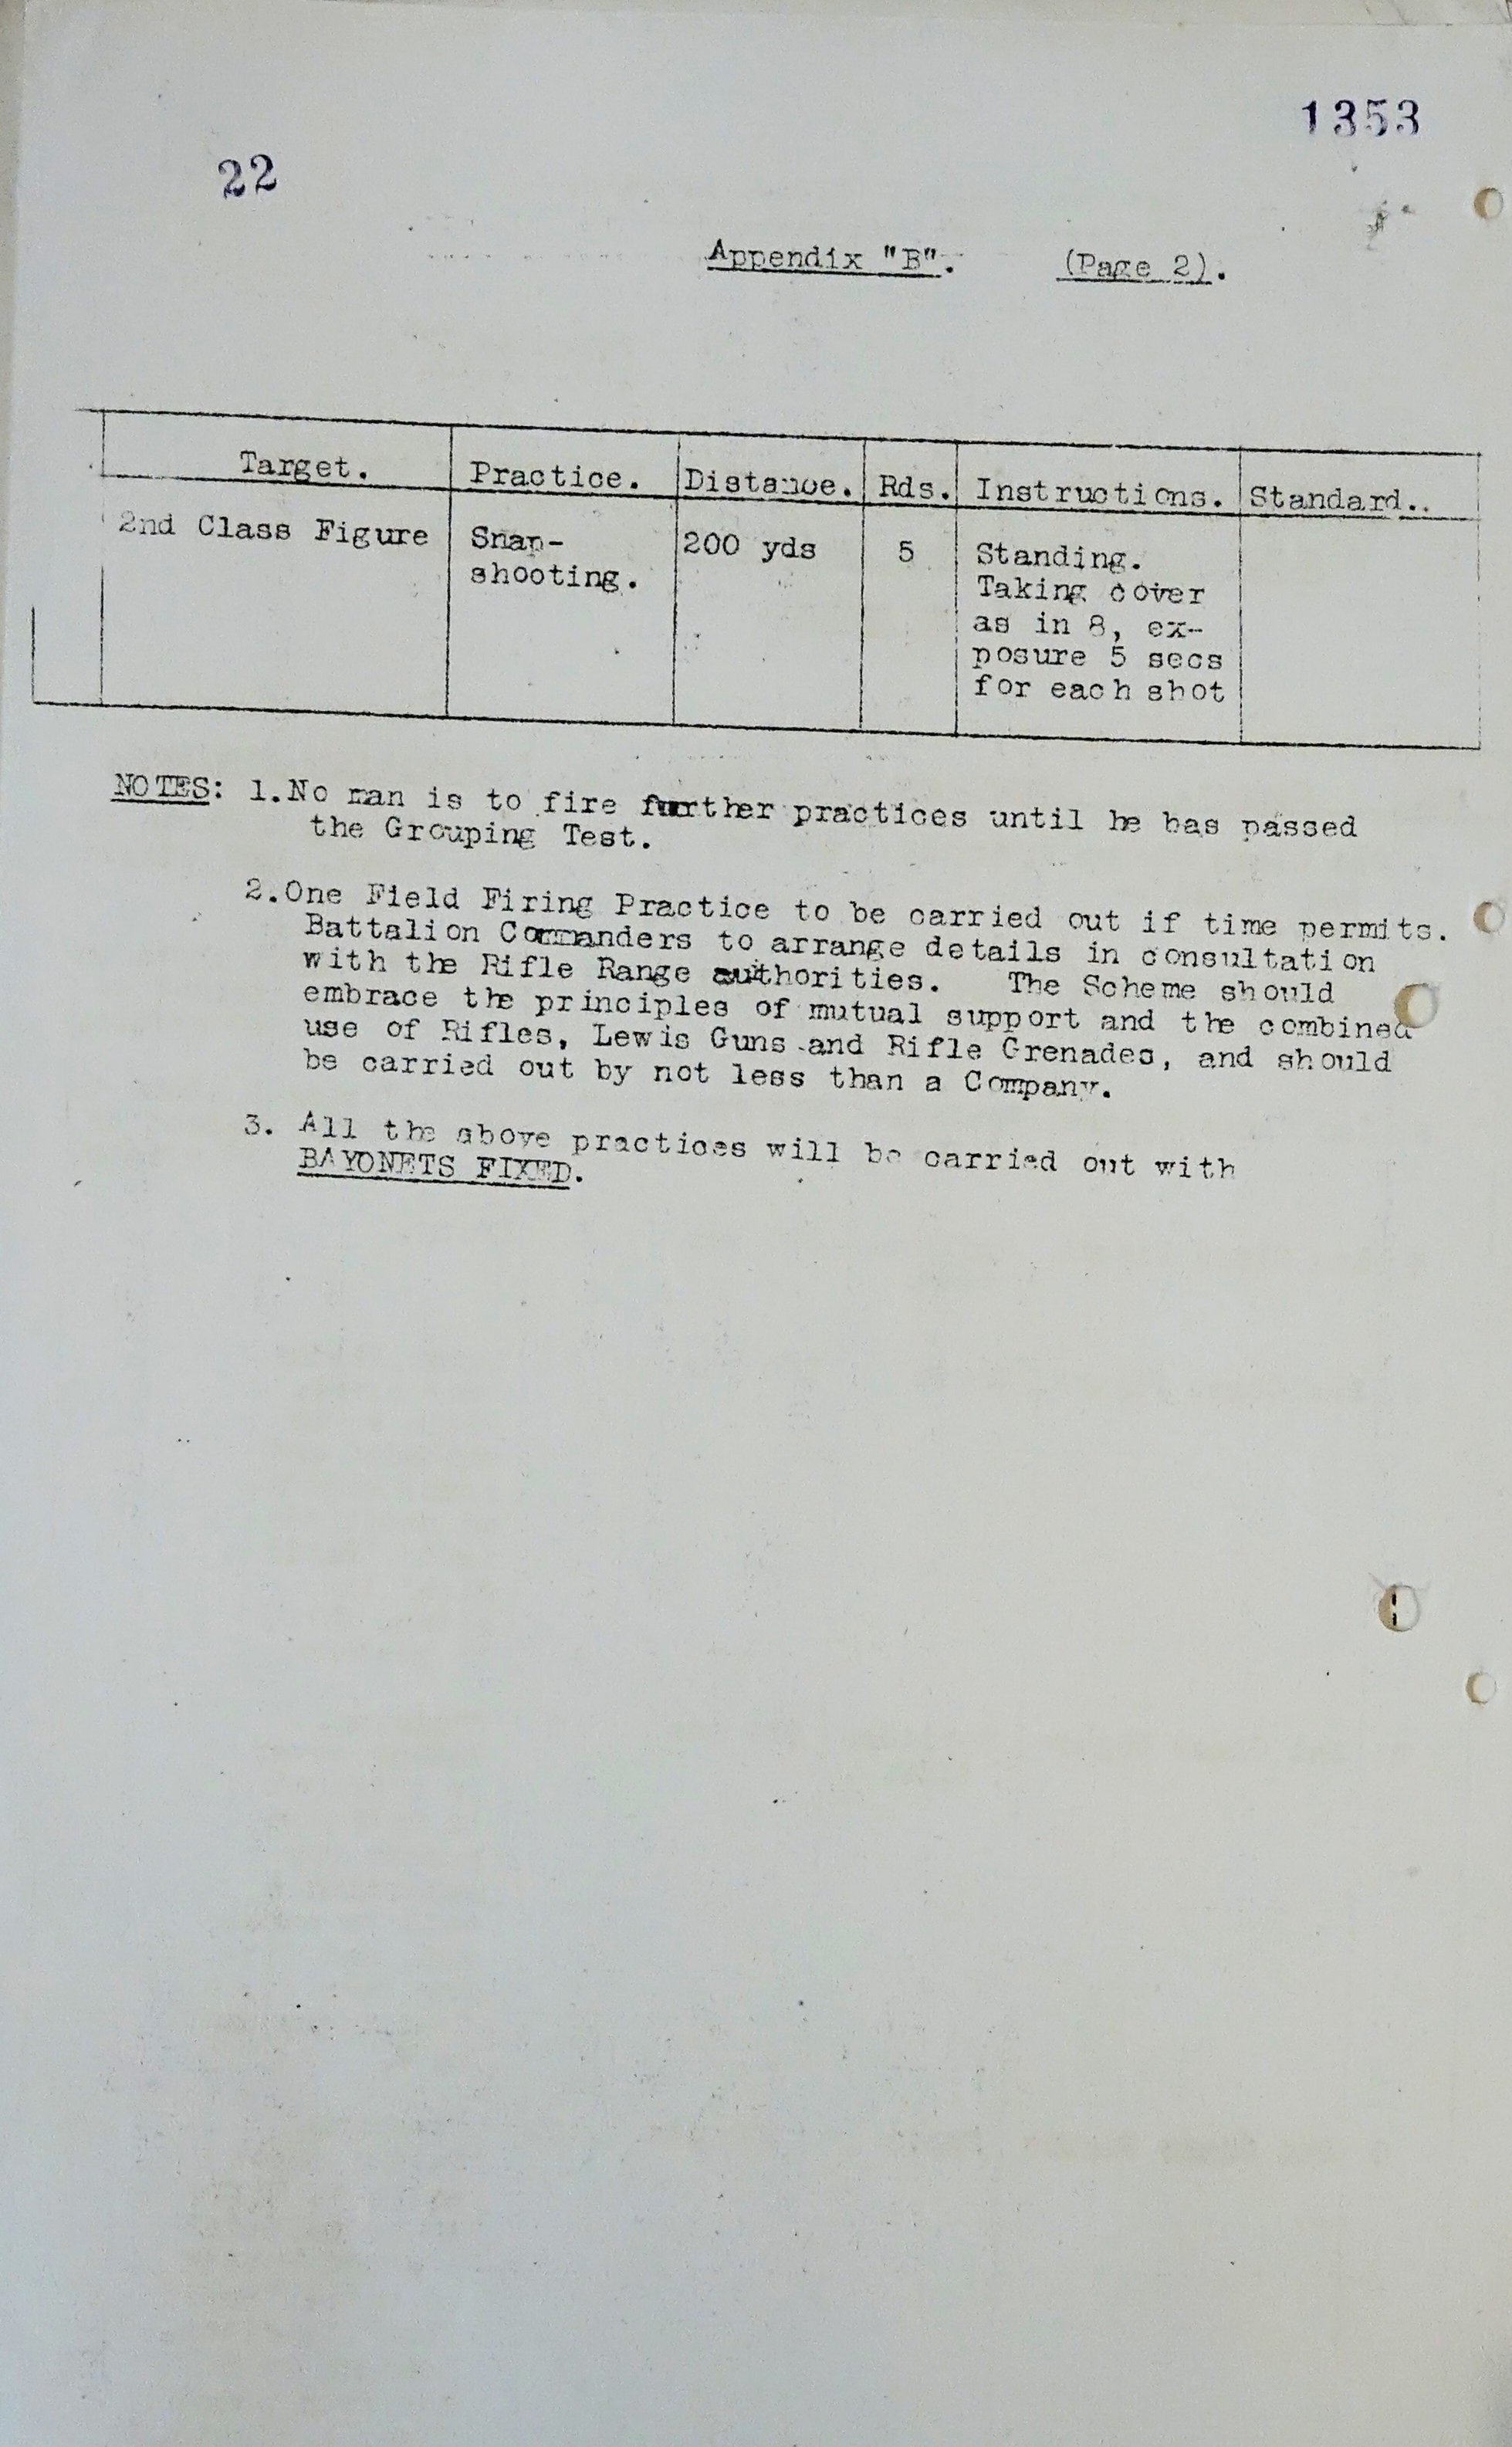 1353
22
Appendix "B". (Page 2).
Target. Practice. Distance. Rds. Instructions. Standard..
2nd Class Figure Snap- 200 yds 5 Standing.
shooting. Taking cover
as in 8, ex-
posure 5 secs
for each shot
NOTES: 1.No man is to fire further practices until he has passed
the Grouping Test.
2.One Field Firing Practice to be carried out if time permits.
Battalion Commanders to arrange details in consultation
with the Rifle Range authorities. The Scheme should
embrace the principles of mutual support and the combined
use of Rifles, Lewis Guns and Rifle Grenades, and should
be carried out by not less than a Company.
3. All the above practices will be carried out with
BAYONETS FIXED.